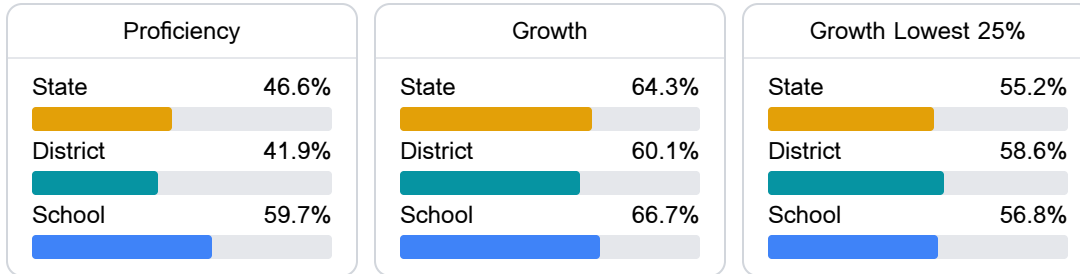 Proficiency
State 46.6%
District 41.9%
School 59.7%
Growth
State 64.3%
District 60.1%
School 66.7%
Growth Lowest 25%
State 55.2%
District 58.6%
School 56.8%